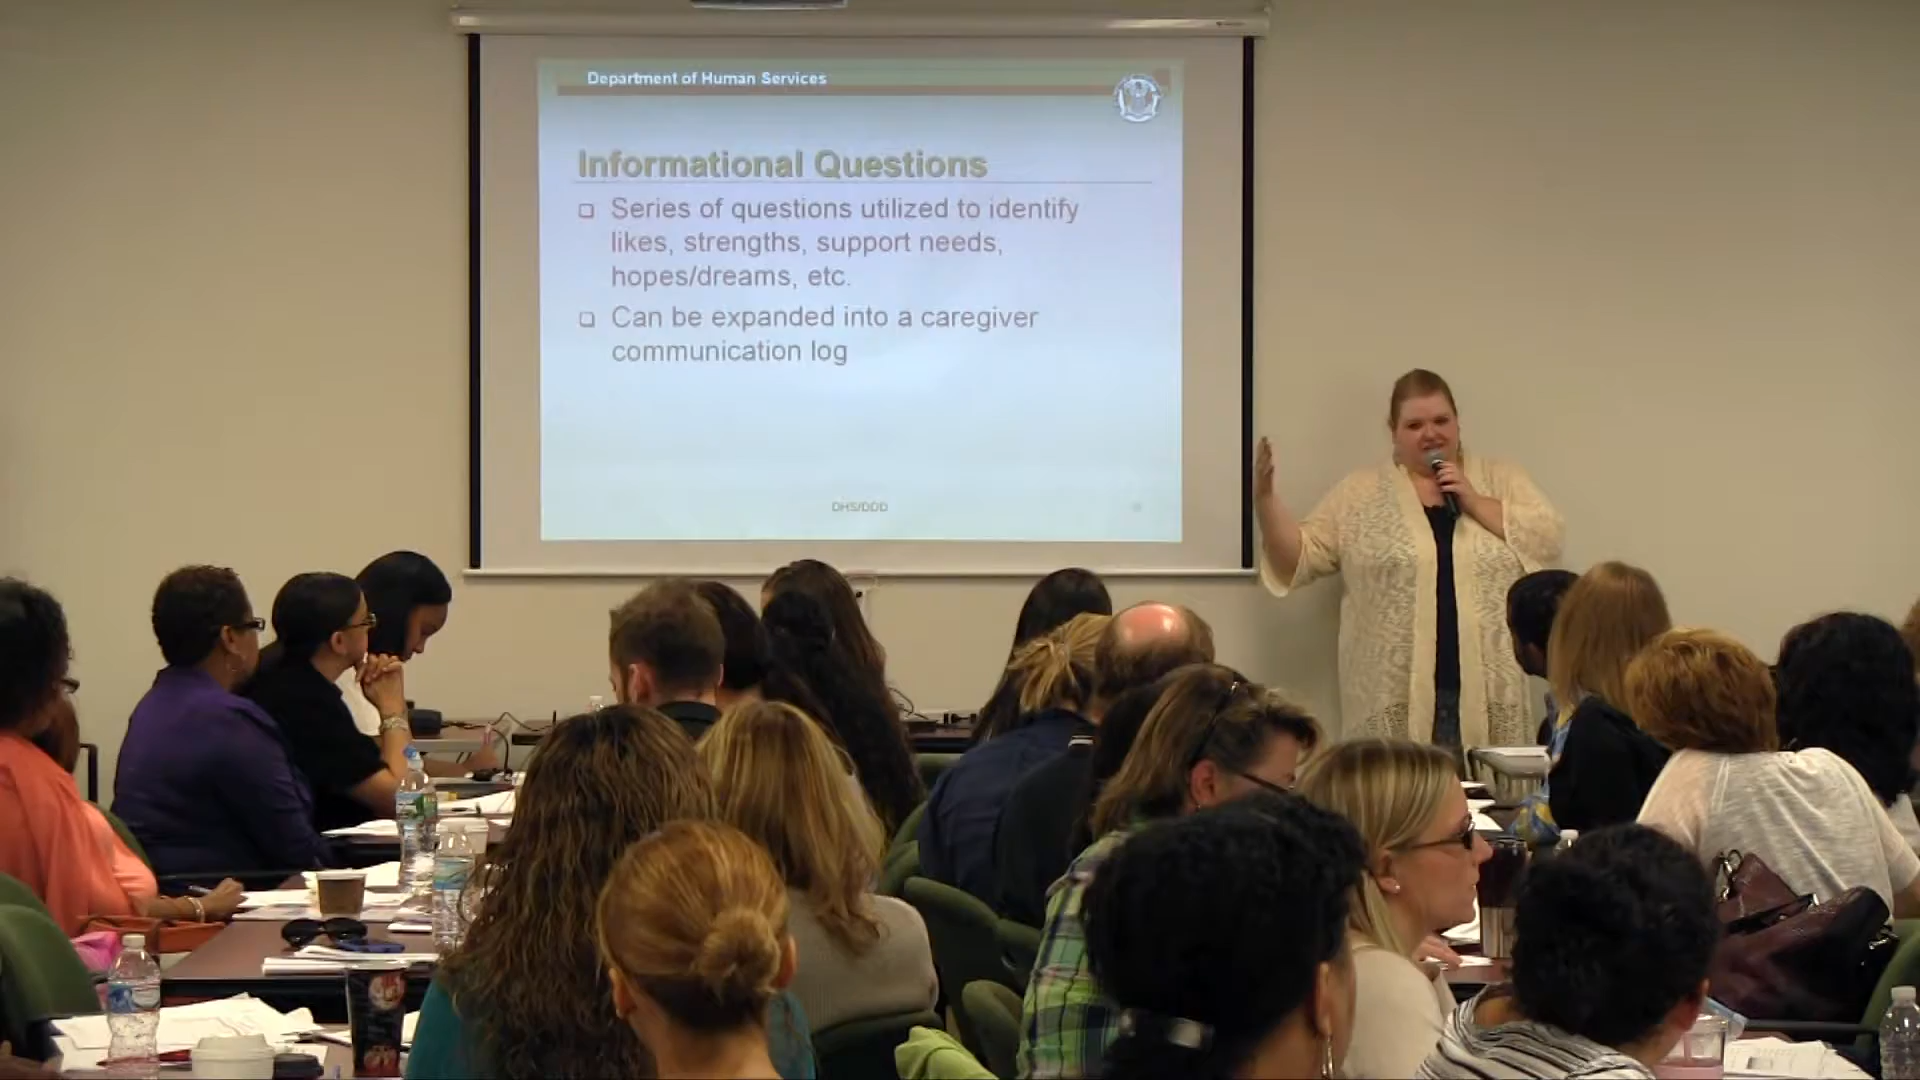 Department of Human Services
Informational Questions
Series of questions utilized to identify
likes, strengths, support needs,
hopes/dreams, etc.
Can be expanded into a caregiver
communication log
DHS/DDD